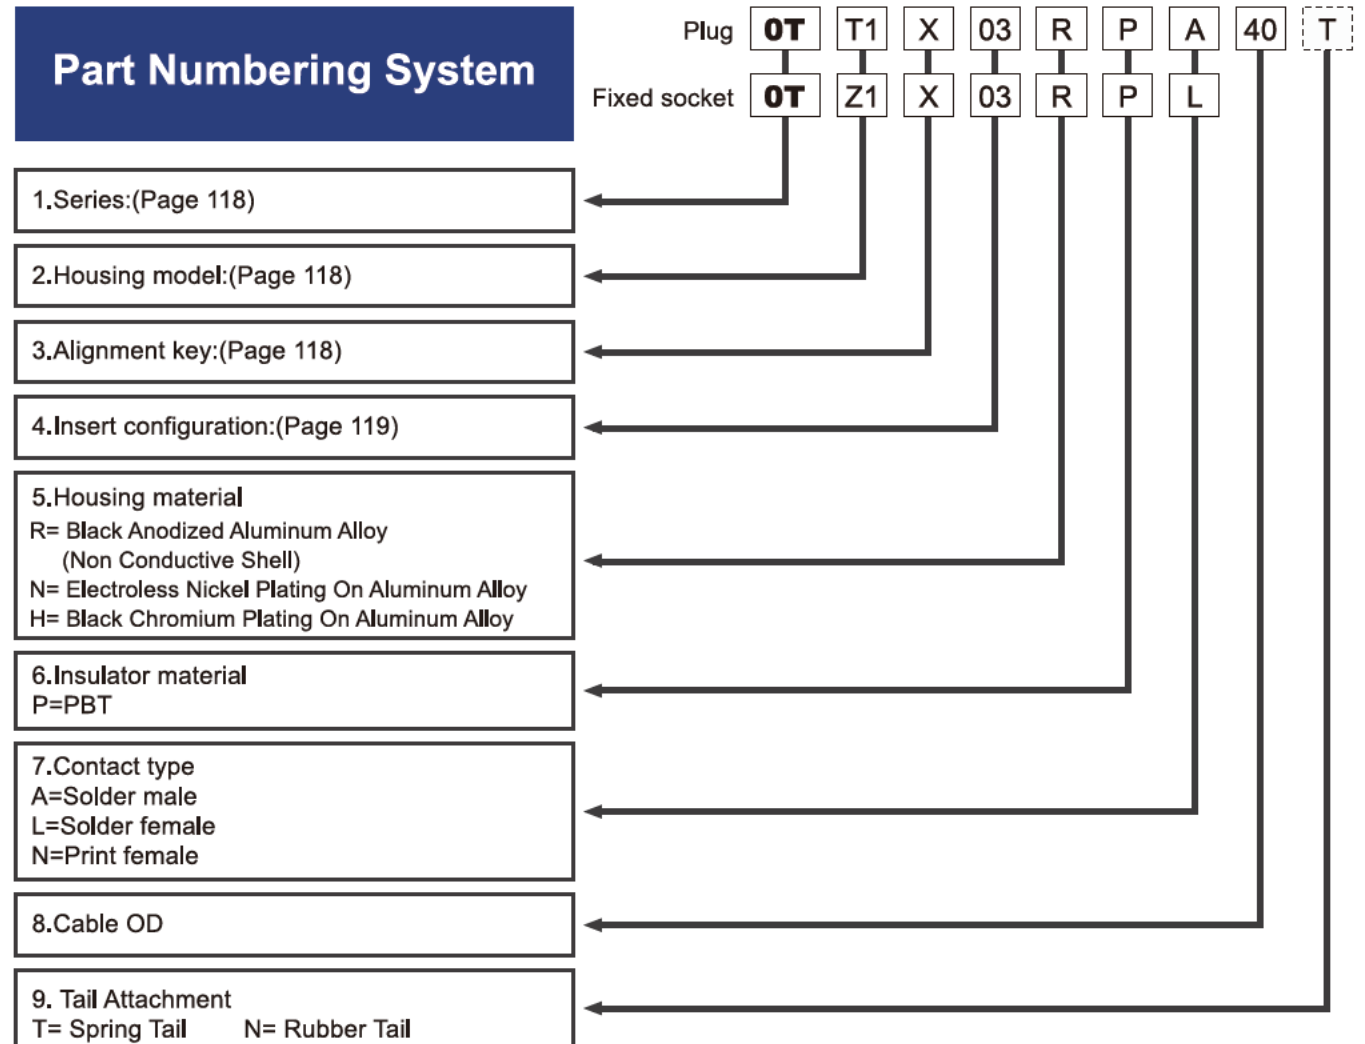 Part Numbering System
Plug 0T T1 X 03 R P A 40 T
Fixed socket 0T Z1 X 03 R P L
1.Series:(Page 118)
2.Housing model:(Page 118)
3.Alignment key:(Page 118)
4.Insert configuration:(Page 119)
5.Housing material
R= Black Anodized Aluminum Alloy
(Non Conductive Shell)
N= Electroless Nickel Plating On Aluminum Alloy
H= Black Chromium Plating On Aluminum Alloy
6.Insulator material
P=PBT
7.Contact type
A=Solder male
L=Solder female
N=Print female
8.Cable OD
9. Tail Attachment
T= Spring Tail N= Rubber Tail